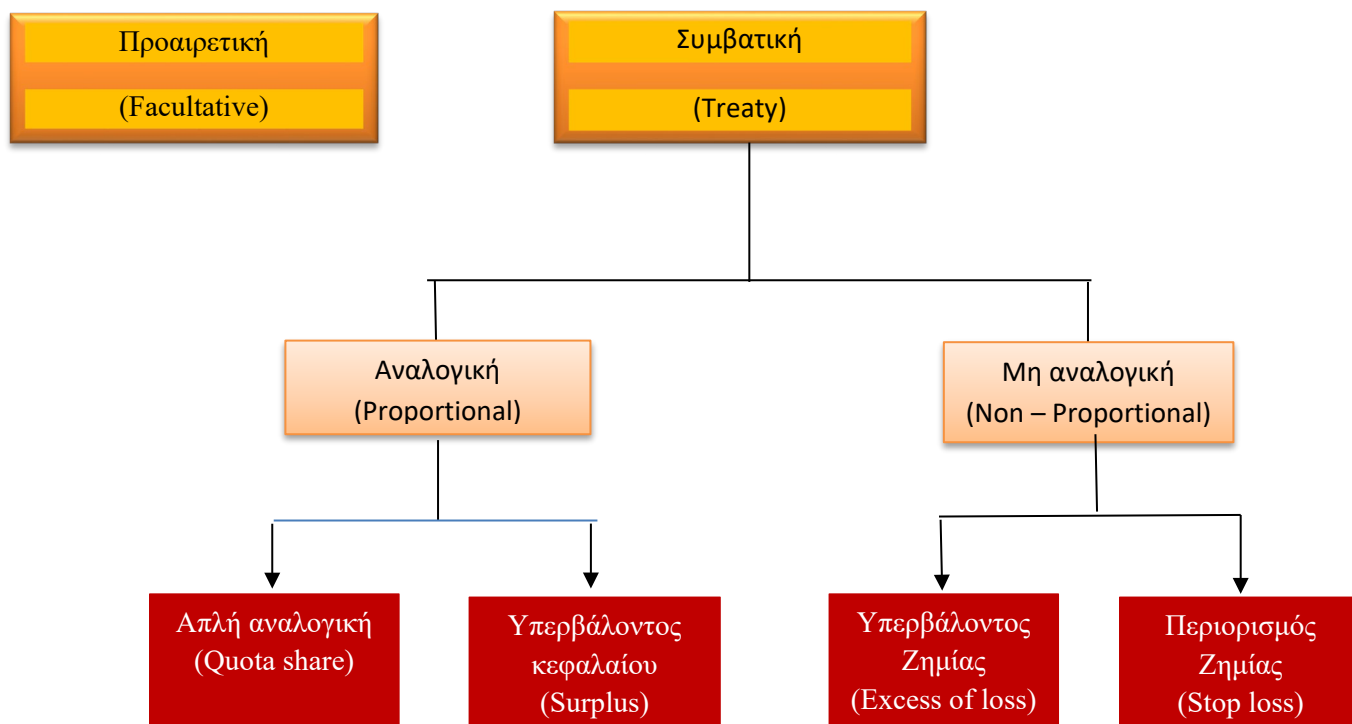 Προαιρετική
(Facultative)
Συμβατική
(Treaty)
Αναλογική
(Proportional)
Μη αναλογική
(Non – Proportional)
Απλή αναλογική
(Quota share)
Υπερβάλοντος
κεφαλαίου
(Surplus)
Υπερβάλοντος
Ζημίας
(Excess of loss)
Περιορισμός
Ζημίας
(Stop loss)